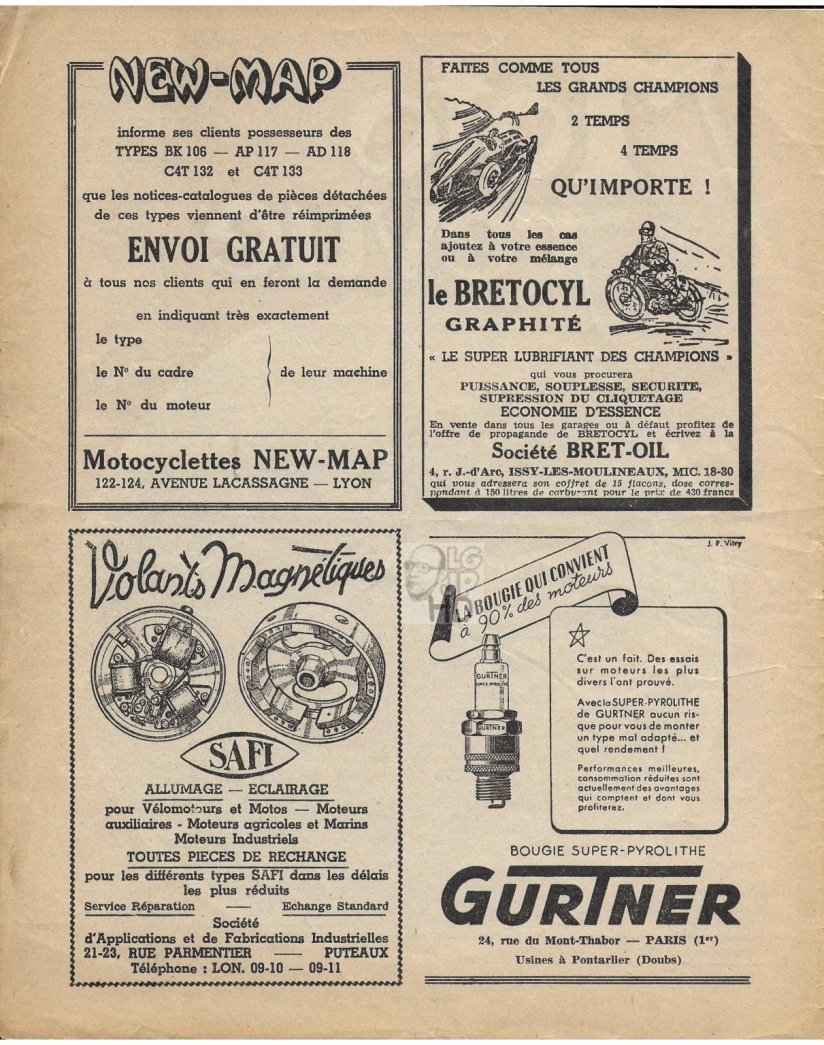 NEW-MAP
informe ses clients possesseurs des
TYPES BK 106 — AP 117 — AD 118
C4T 132 et C4T 133
que les notices-catalogues de pièces détachées
de ces types viennent d'être réimprimées
ENVOI GRATUIT
à tous nos clients qui en feront la demande
en indiquant très exactement
le type
le Nº du cadre
de leur machine
le Nº du moteur
Motocyclettes NEW-MAP
122-124, AVENUE LACASSAGNE — LYON
FAITES COMME TOUS
LES GRANDS CHAMPIONS
2 TEMPS
4 TEMPS
QU'IMPORTE !
Dans tous les cas
ajoutez à votre essence
ou à votre mélange
le BRETOCYL
GRAPHITÉ
« LE SUPER LUBRIFIANT DES CHAMPIONS »
qui vous procurera
PUISSANCE, SOUPLESSE, SECURITE,
SUPRESSION DU CLIQUETAGE
ECONOMIE D'ESSENCE
En vente dans tous les garages ou à défaut profitez de
l'offre de propagande de BRETOCYL et écrivez à la
Société BRET-OIL
4, r. J.-d'Arc, ISSY-LES-MOULINEAUX, MIC. 18-30
qui vous adressera son coffret de 15 flacons, dose corres-
pondant à 150 litres de carburant pour le prix de 430 francs
Volants Magnétiques
SAFI
ALLUMAGE — ECLAIRAGE
pour Vélomoteurs et Motos — Moteurs
auxiliaires - Moteurs agricoles et Marins
Moteurs Industriels
TOUTES PIECES DE RECHANGE
pour les différents types SAFI dans les délais
les plus réduits
Service Réparation — Echange Standard
Société
d'Applications et de Fabrications Industrielles
21-23, RUE PARMENTIER — PUTEAUX
Téléphone : LON. 09-10 — 09-11
J. P. Vitry
LA BOUGIE QUI CONVIENT
à 90% des moteurs
GURTNER
SUPER-PYROLITHE
GURTNER
C'est un fait. Des essais
sur moteurs les plus
divers l'ont prouvé.
Avec la SUPER-PYROLITHE
de GURTNER aucun ris-
que pour vous de monter
un type mal adapté... et
quel rendement !
Performances meilleures,
consommation réduites sont
actuellement des avantages
qui comptent et dont vous
profiterez.
BOUGIE SUPER-PYROLITHE
GURTNER
24, rue du Mont-Thabor — PARIS (1er)
Usines à Pontarlier (Doubs)